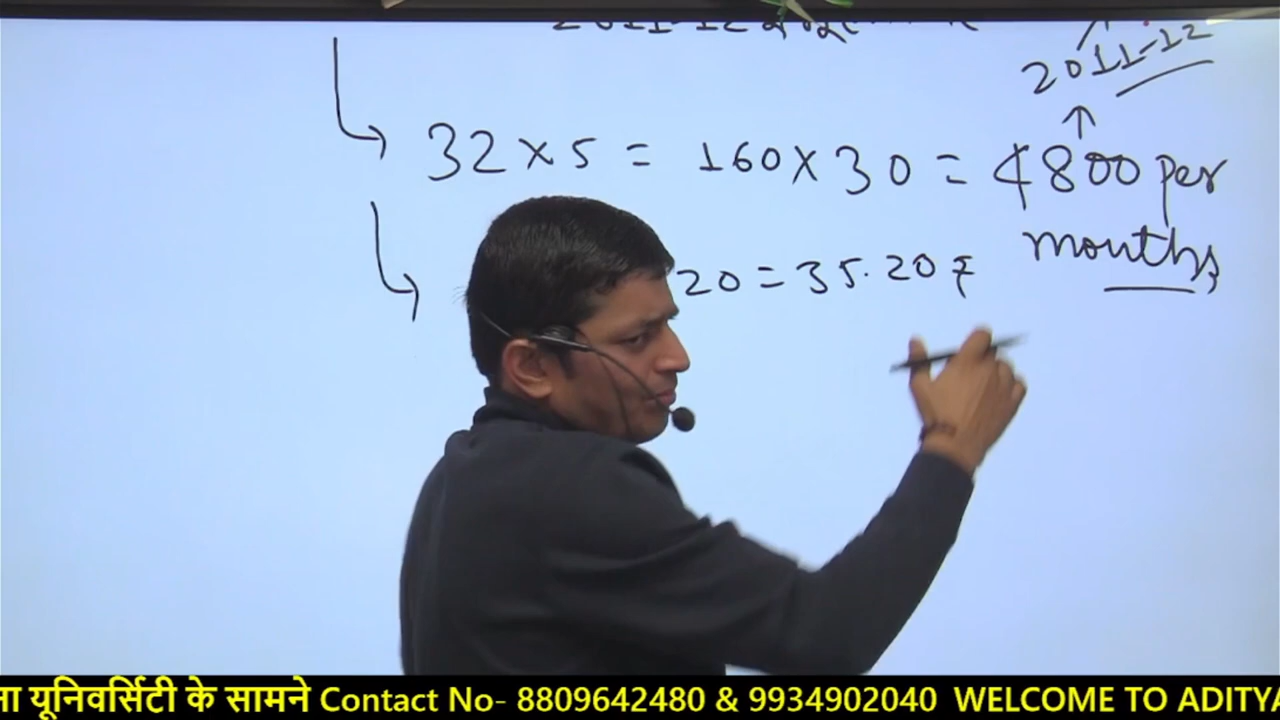 2011-12
32 × 5 = 160 × 30 = 4800 per
months
20 = 35.20 ₹
ना यूनिवर्सिटी के सामने Contact No- 8809642480 & 9934902040 WELCOME TO ADITYA